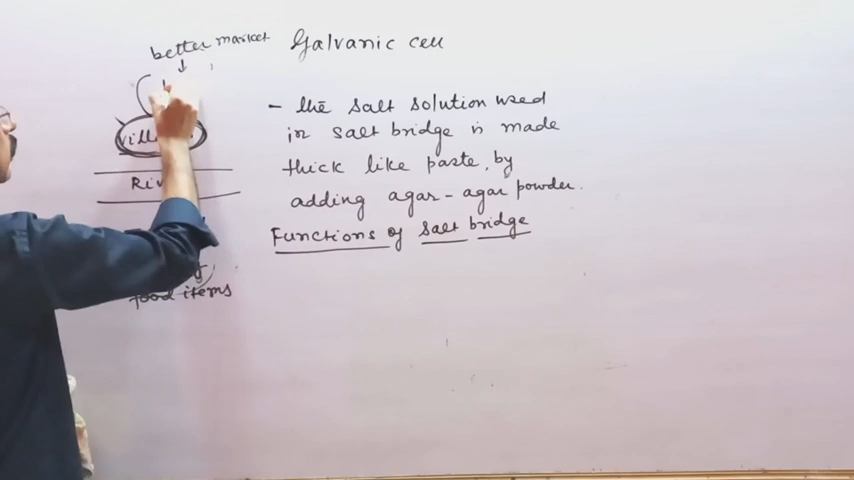 better market
Galvanic cell
- the salt solution used
in salt bridge is made
thick like paste, by
adding agar-agar powder.
Functions of salt bridge
food items